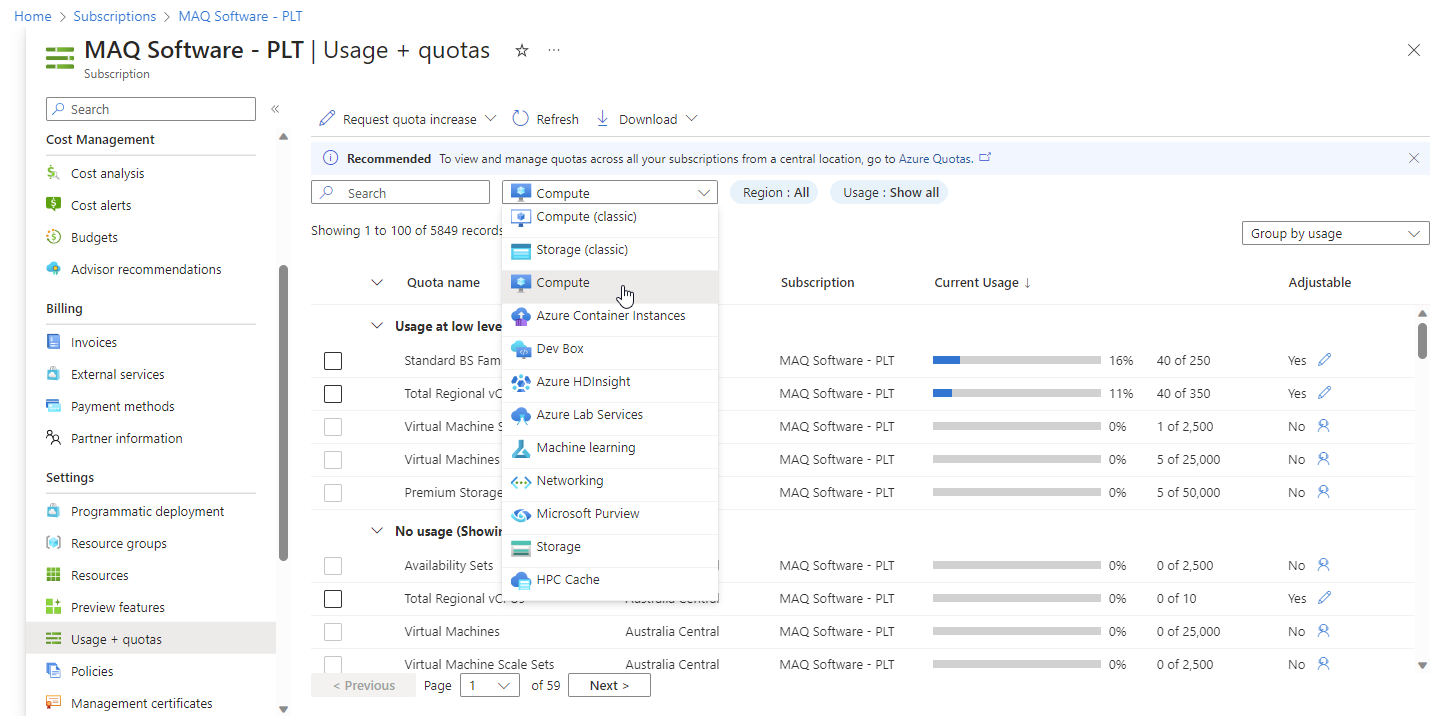 Home > Subscriptions > MAQ Software - PLT
MAQ Software - PLT | Usage + quotas
Subscription
Search
Cost Management
Cost analysis
Cost alerts
Budgets
Advisor recommendations
Billing
Invoices
External services
Payment methods
Partner information
Settings
Programmatic deployment
Resource groups
Resources
Preview features
Usage + quotas
Policies
Management certificates
Request quota increase Refresh Download
Recommended To view and manage quotas across all your subscriptions from a central location, go to Azure Quotas.
Search Compute Region : All Usage : Show all
Showing 1 to 100 of 5849 records
Group by usage
Compute (classic)
Storage (classic)
Compute
Azure Container Instances
Dev Box
Azure HDInsight
Azure Lab Services
Machine learning
Networking
Microsoft Purview
Storage
HPC Cache
Quota name Subscription Current Usage ↓ Adjustable
Usage at low
Standard BS MAQ Software - PLT 16% 40 of 250 Yes
Total Regional MAQ Software - PLT 11% 40 of 350 Yes
Virtual Machine MAQ Software - PLT 0% 1 of 2,500 No
Virtual Machines MAQ Software - PLT 0% 5 of 25,000 No
Premium Storage MAQ Software - PLT 0% 5 of 50,000 No
No usage
Availability Sets MAQ Software - PLT 0% 0 of 2,500 No
Total Regional Australia Central MAQ Software - PLT 0% 0 of 10 Yes
Virtual Machines Australia Central MAQ Software - PLT 0% 0 of 25,000 No
Virtual Machine Scale Sets Australia Central MAQ Software - PLT 0% 0 of 2,500 No
< Previous Page 1 of 59 Next >